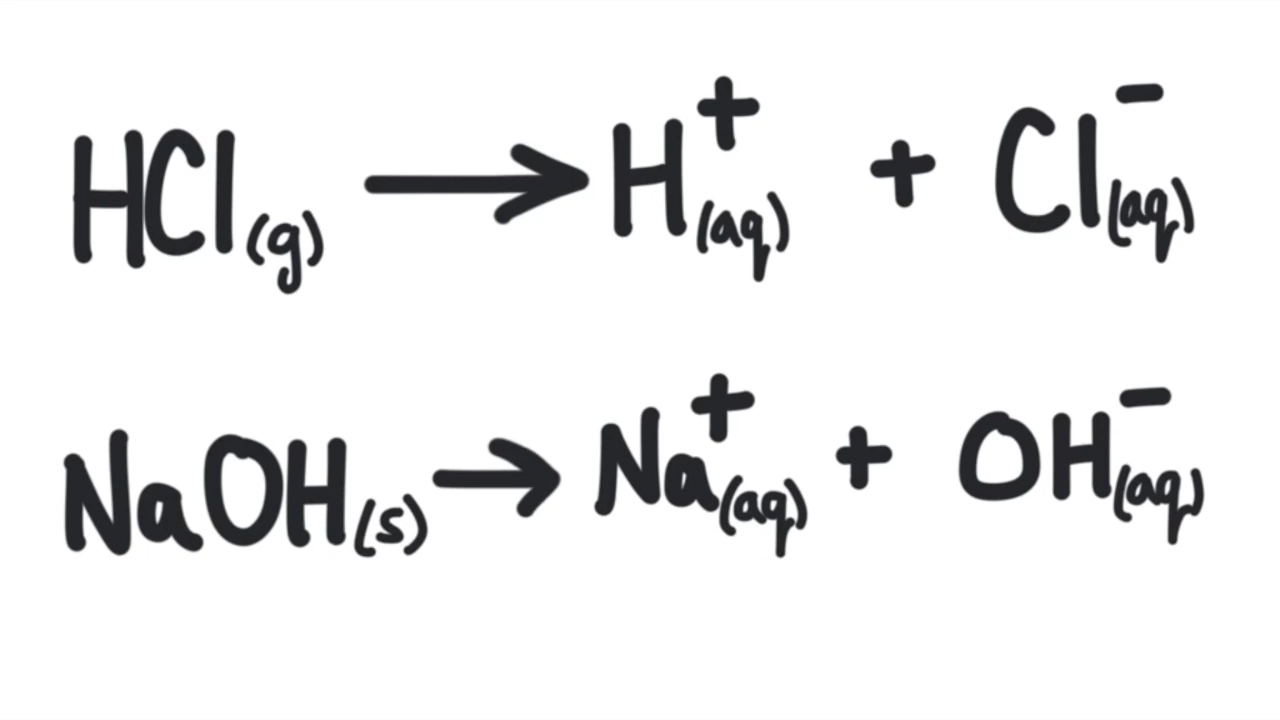 HCl(g) → H⁺(aq) + Cl⁻(aq)
NaOH(s) → Na⁺(aq) + OH⁻(aq)